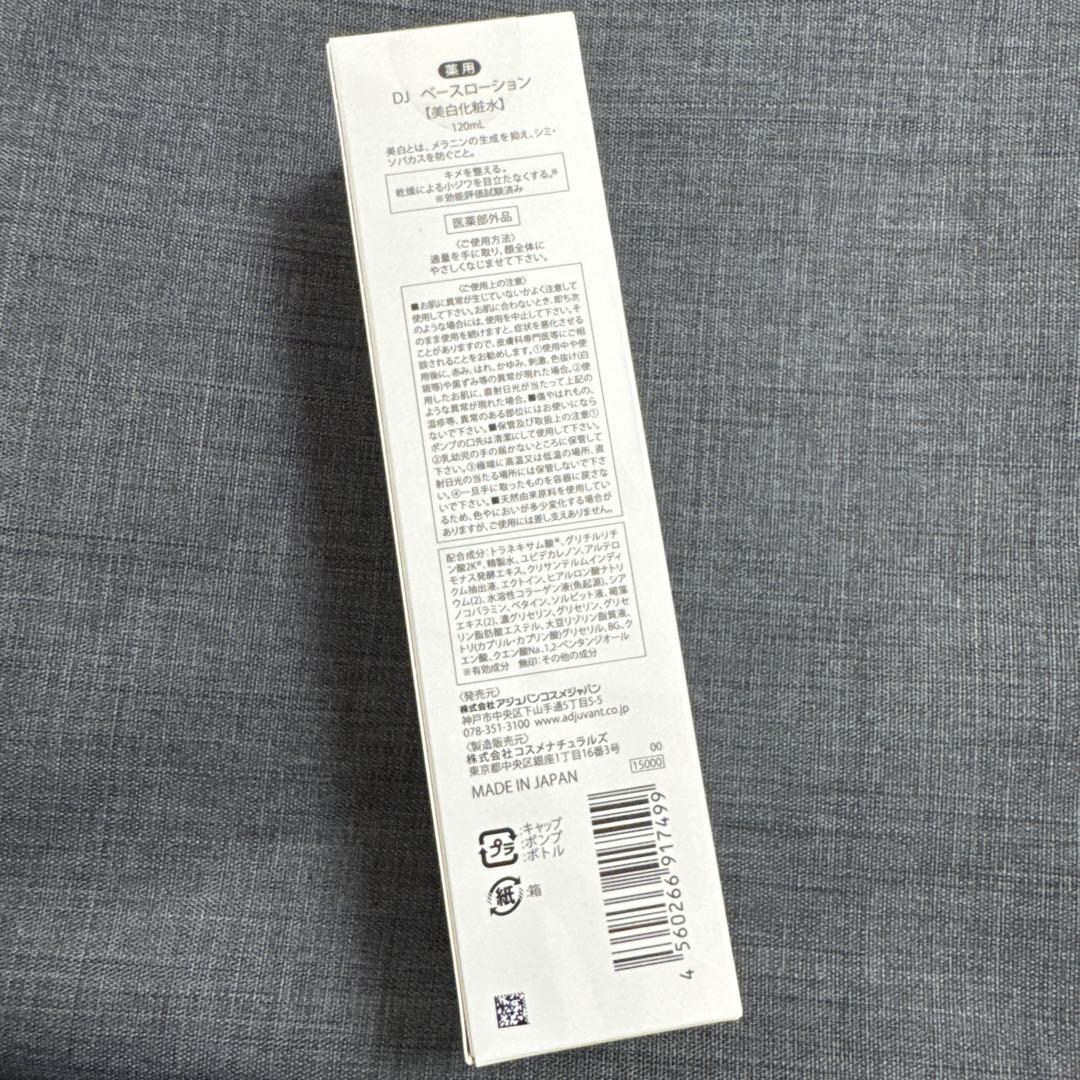 薬用
DJ ベースローション
【美白化粧水】
120mL
美白とは、メラニンの生成を抑え、シミ・
ソバカスを防ぐこと。
キメを整える。
乾燥による小ジワを目立たなくする。※
※効能評価試験済み
医薬部外品
〈ご使用方法〉
適量を手に取り、顔全体に
やさしくなじませて下さい。
〈ご使用上の注意〉
■お肌に異常が生じていないかよく注意して
使用して下さい。お肌に合わないとき、即ち次
のような場合には、使用を中止して下さい。そ
のまま使用を続けますと、症状を悪化させる
ことがありますので、皮膚科専門医等にご相
談されることをお勧めします。①使用中や使
用後に、赤み、はれ、かゆみ、刺激、色抜け(白
斑等)や黒ずみ等の異常が現れた場合。②使
用したお肌に、直射日光が当たって上記の
ような異常が現れた場合。■傷やはれもの、
湿疹等、異常のある部位にはお使いになら
ないで下さい。■保管及び取扱上の注意①
ポンプの口先は清潔にして使用して下さい。
②乳幼児の手の届かないところに保管して
下さい。③極端に高温又は低温の場所、直
射日光の当たる場所には保管しないで下さ
い。④一旦手に取ったものを容器に戻さな
いで下さい。■天然由来原料を使用してい
るため、色やにおいが多少変化する場合が
ありますが、ご使用には差し支えありません。
配合成分：トラネキサム酸※、グリチルリチ
ン酸2K※、精製水、ユビデカレノン、アルテロ
モナス発酵エキス、クリサンテルムインディ
クム抽出液、エクトイン、ヒアルロン酸ナトリ
ウム(2)、水溶性コラーゲン液(魚起源)、シア
ノコバラミン、ベタイン、ソルビット液、褐藻
エキス(2)、濃グリセリン、グリセリン、グリセ
リン脂肪酸エステル、大豆リゾリン脂質液、
トリ(カプリル・カプリン酸)グリセリル、BG、ク
エン酸、クエン酸Na、1,2-ペンタンジオール
※有効成分 無印：その他の成分
〈発売元〉
株式会社アジュバンコスメジャパン
神戸市中央区下山手通5丁目5-5
078-351-3100 www.adjuvant.co.jp
〈製造販売元〉
株式会社コスメナチュラルズ
東京都中央区銀座1丁目16番3号
00
15000
MADE IN JAPAN
プラ
:キャップ
:ポンプ
:ボトル
紙
:箱
4 560266 917499